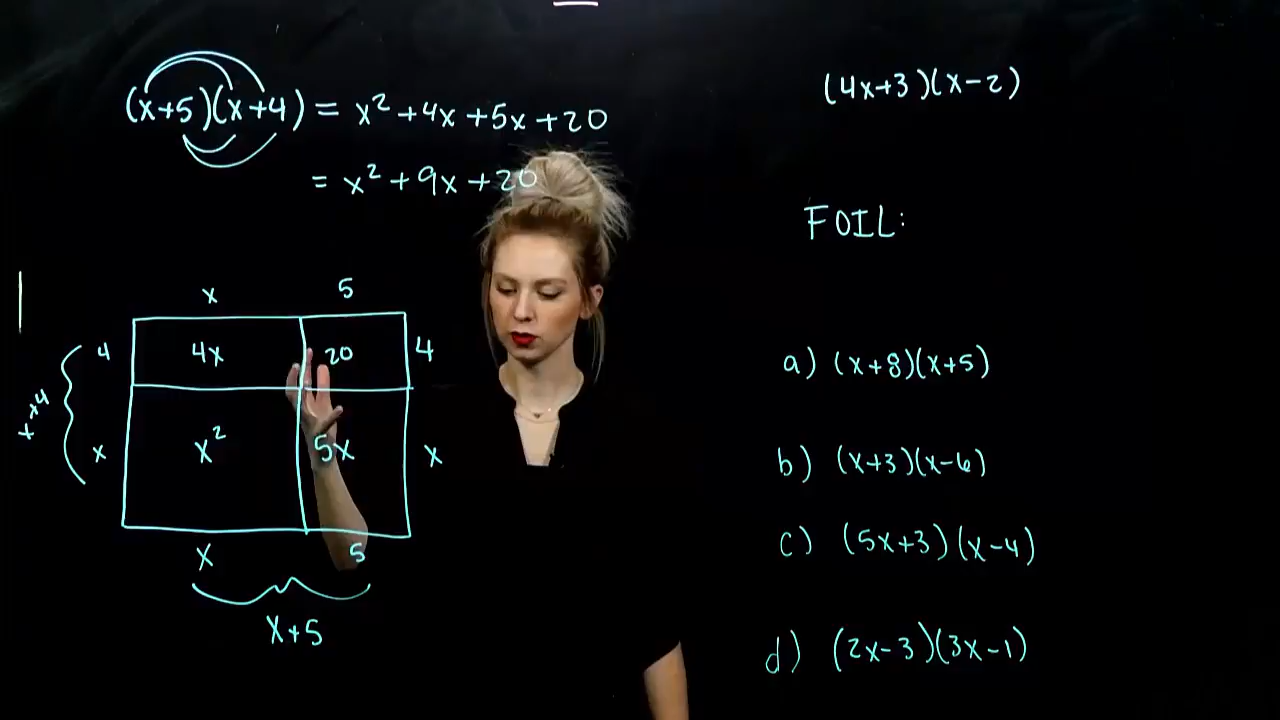 (x+5)(x+4) = x² + 4x + 5x + 20
= x² + 9x + 20
x 5
4 4x 20 4
x+4
x x² 5x x
x 5
x+5
(4x+3)(x-2)
FOIL:
a) (x+8)(x+5)
b) (x+3)(x-6)
c) (5x+3)(x-4)
d) (2x-3)(3x-1)